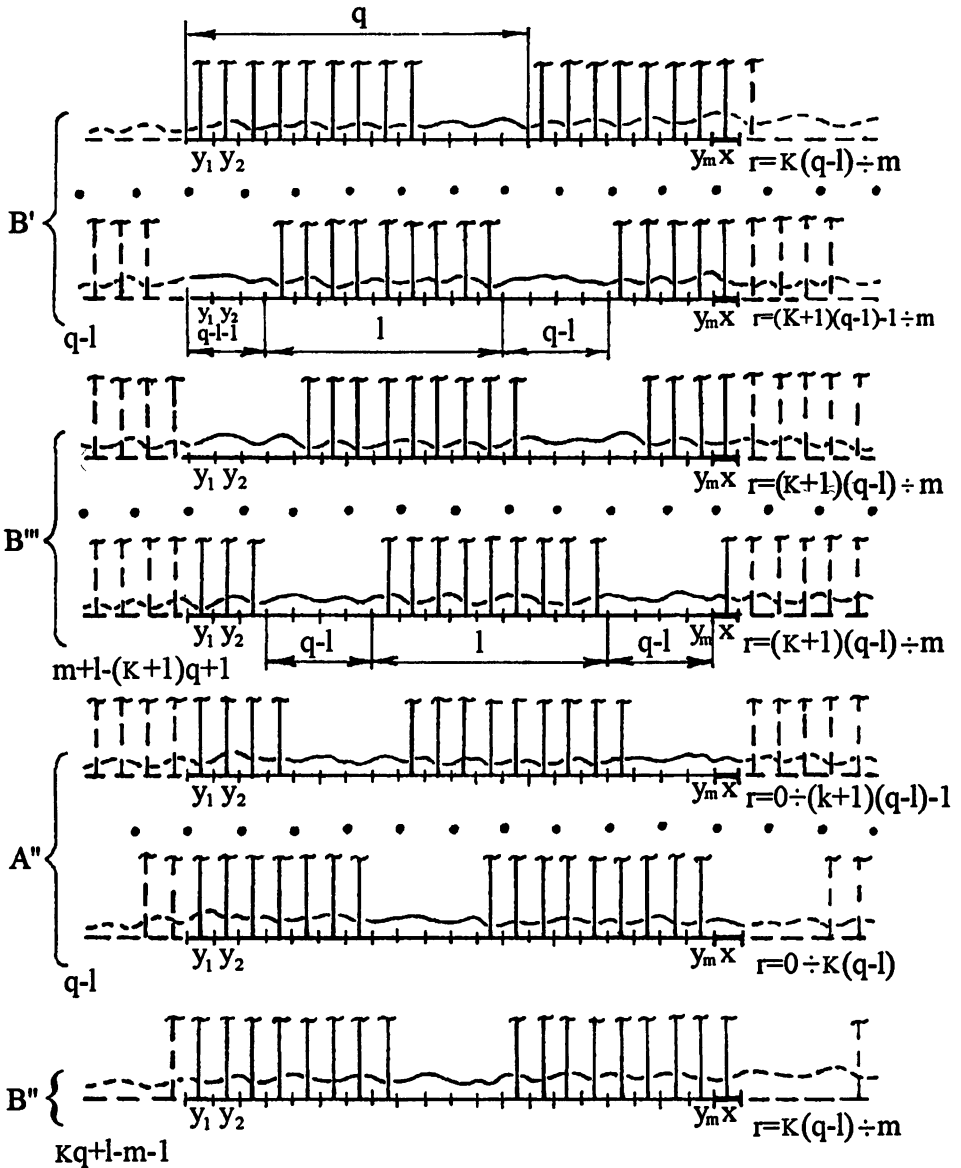 q
y₁ y₂ yₘ x r=K(q-l)÷m
B'
y₁ y₂ yₘ x r=(K+1)(q-1)-1÷m
q-l
q-l-1 l q-l
y₁ y₂ yₘ x r=(K+1)(q-l)÷m
B'''
y₁ y₂ yₘ x r=(K+1)(q-l)÷m
q-l l q-l
m+l-(K+1)q+1
y₁ y₂ yₘ x r=0÷(k+1)(q-l)-1
A''
y₁ y₂ yₘ x r=0÷K(q-l)
q-l
B''
y₁ y₂ yₘ x r=K(q-l)÷m
Kq+l-m-1